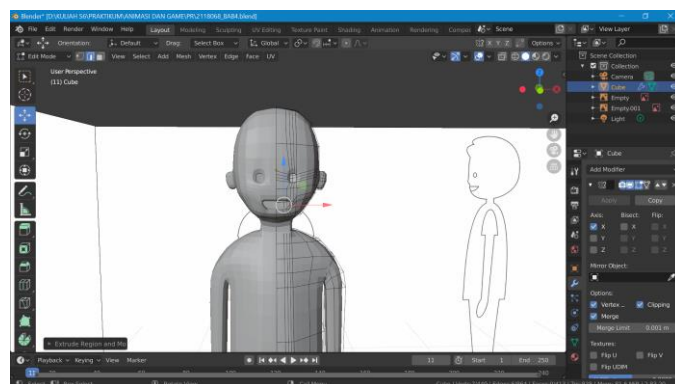 Blender* [D:\KULIAH S6\PRAKTIKUM\ANIMASI DAN GAME\PR\2118068_BAB4.blend]
File Edit Render Window Help Layout Modeling Sculpting UV Editing Texture Paint Shading Animation Rendering Scene View Layer
Orientation: Default Drag: Select Box Global Options
Edit Mode View Select Add Mesh Vertex Edge Face UV
User Perspective
(11) Cube
Scene Collection
Collection
Camera
Cube
Empty
Empty.001
Light
Cube
Add Modifier
Apply Copy
Axis: Bisect: Flip:
X X X
Y Y Y
Z Z Z
Mirror Object:
Options:
Vertex... Clipping
Merge
Merge Limit 0.001 m
Textures:
Flip U Flip V
Flip UDIM
Extrude Region and Mo
Playback Keying View Marker 11 Start 1 End 250
11